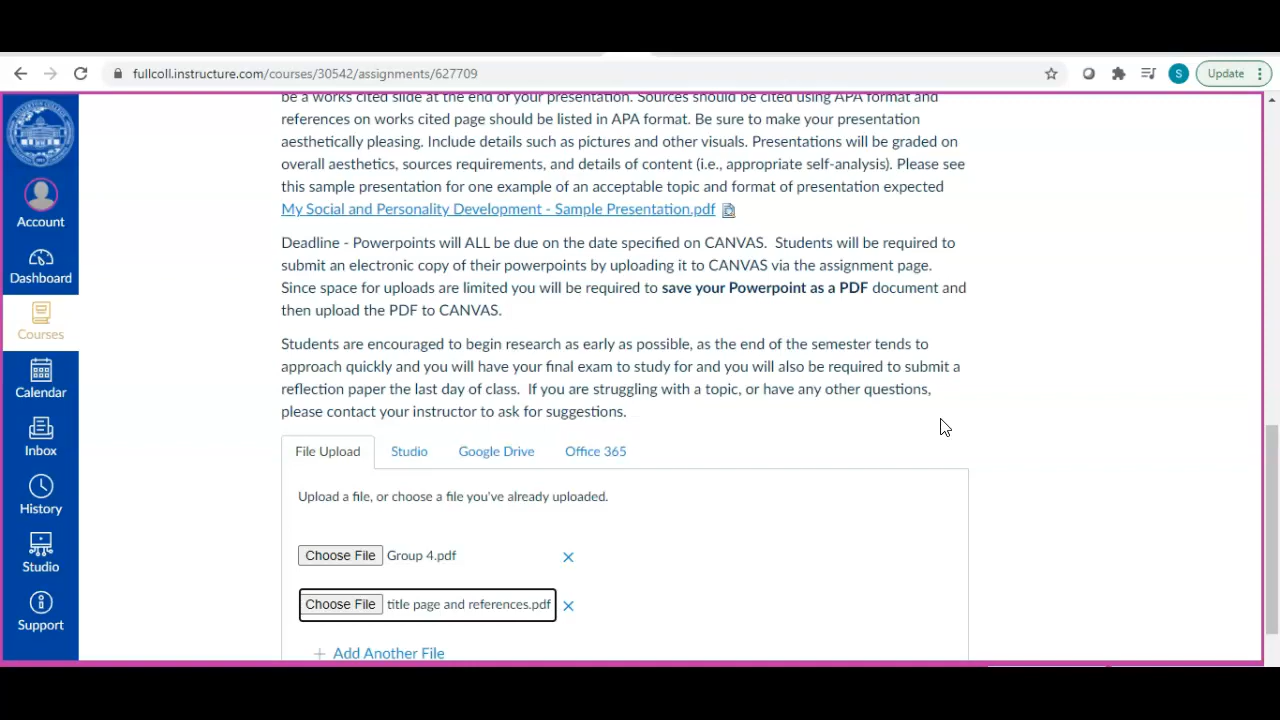 fullcoll.instructure.com/courses/30542/assignments/627709
S
Update
be a works cited slide at the end of your presentation. Sources should be cited using APA format and
references on works cited page should be listed in APA format. Be sure to make your presentation
aesthetically pleasing. Include details such as pictures and other visuals. Presentations will be graded on
overall aesthetics, sources requirements, and details of content (i.e., appropriate self-analysis). Please see
this sample presentation for one example of an acceptable topic and format of presentation expected
My Social and Personality Development - Sample Presentation.pdf
Deadline - Powerpoints will ALL be due on the date specified on CANVAS. Students will be required to
submit an electronic copy of their powerpoints by uploading it to CANVAS via the assignment page.
Since space for uploads are limited you will be required to save your Powerpoint as a PDF document and
then upload the PDF to CANVAS.
Students are encouraged to begin research as early as possible, as the end of the semester tends to
approach quickly and you will have your final exam to study for and you will also be required to submit a
reflection paper the last day of class. If you are struggling with a topic, or have any other questions,
please contact your instructor to ask for suggestions.
File Upload Studio Google Drive Office 365
Upload a file, or choose a file you've already uploaded.
Choose File Group 4.pdf
Choose File title page and references.pdf
Add Another File
Account
Dashboard
Courses
Calendar
Inbox
History
Studio
Support